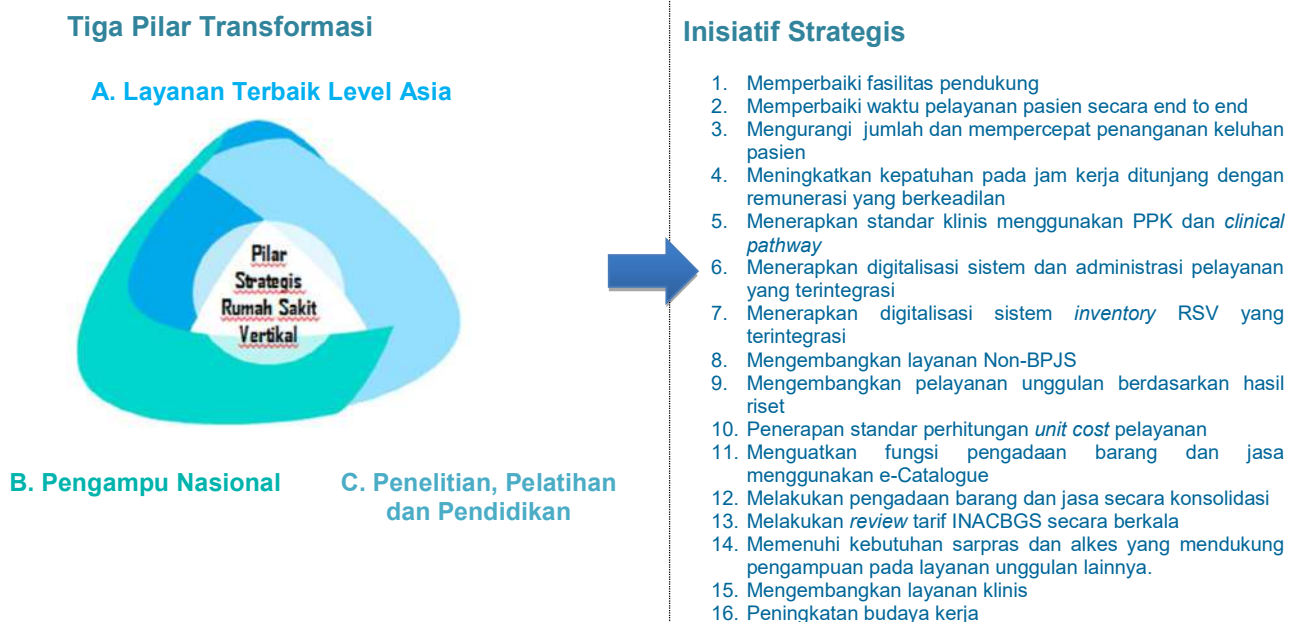 Tiga Pilar Transformasi
A. Layanan Terbaik Level Asia
Pilar
Strategis
Rumah Sakit
Vertikal
B. Pengampu Nasional
C. Penelitian, Pelatihan
dan Pendidikan
Inisiatif Strategis
1. Memperbaiki fasilitas pendukung
2. Memperbaiki waktu pelayanan pasien secara end to end
3. Mengurangi jumlah dan mempercepat penanganan keluhan
pasien
4. Meningkatkan kepatuhan pada jam kerja ditunjang dengan
remunerasi yang berkeadilan
5. Menerapkan standar klinis menggunakan PPK dan clinical
pathway
6. Menerapkan digitalisasi sistem dan administrasi pelayanan
yang terintegrasi
7. Menerapkan digitalisasi sistem inventory RSV yang
terintegrasi
8. Mengembangkan layanan Non-BPJS
9. Mengembangkan pelayanan unggulan berdasarkan hasil
riset
10. Penerapan standar perhitungan unit cost pelayanan
11. Menguatkan fungsi pengadaan barang dan jasa
menggunakan e-Catalogue
12. Melakukan pengadaan barang dan jasa secara konsolidasi
13. Melakukan review tarif INACBGS secara berkala
14. Memenuhi kebutuhan sarpras dan alkes yang mendukung
pengampuan pada layanan unggulan lainnya.
15. Mengembangkan layanan klinis
16. Peningkatan budaya kerja